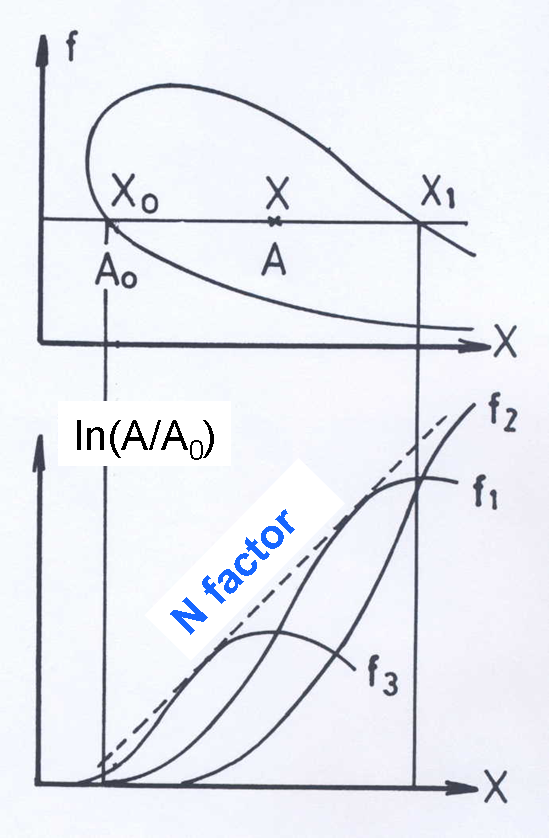 f
X₀ X X₁
A₀ A
X
ln(A/A₀)
f₂
f₁
N factor
f₃
X